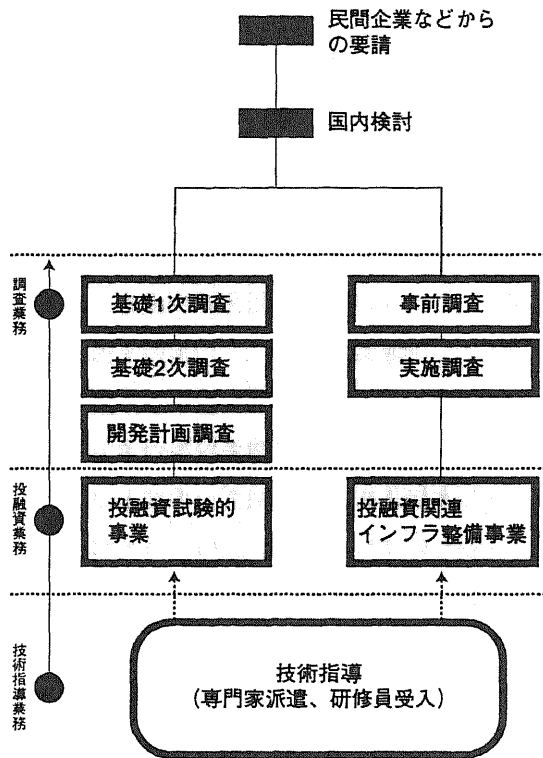 民間企業などから
の要請
国内検討
調査業務
基礎1次調査
事前調査
基礎2次調査
実施調査
開発計画調査
投融資業務
投融資試験的
事業
投融資関連
インフラ整備事業
技術指導業務
技術指導
(専門家派遣、研修員受入)